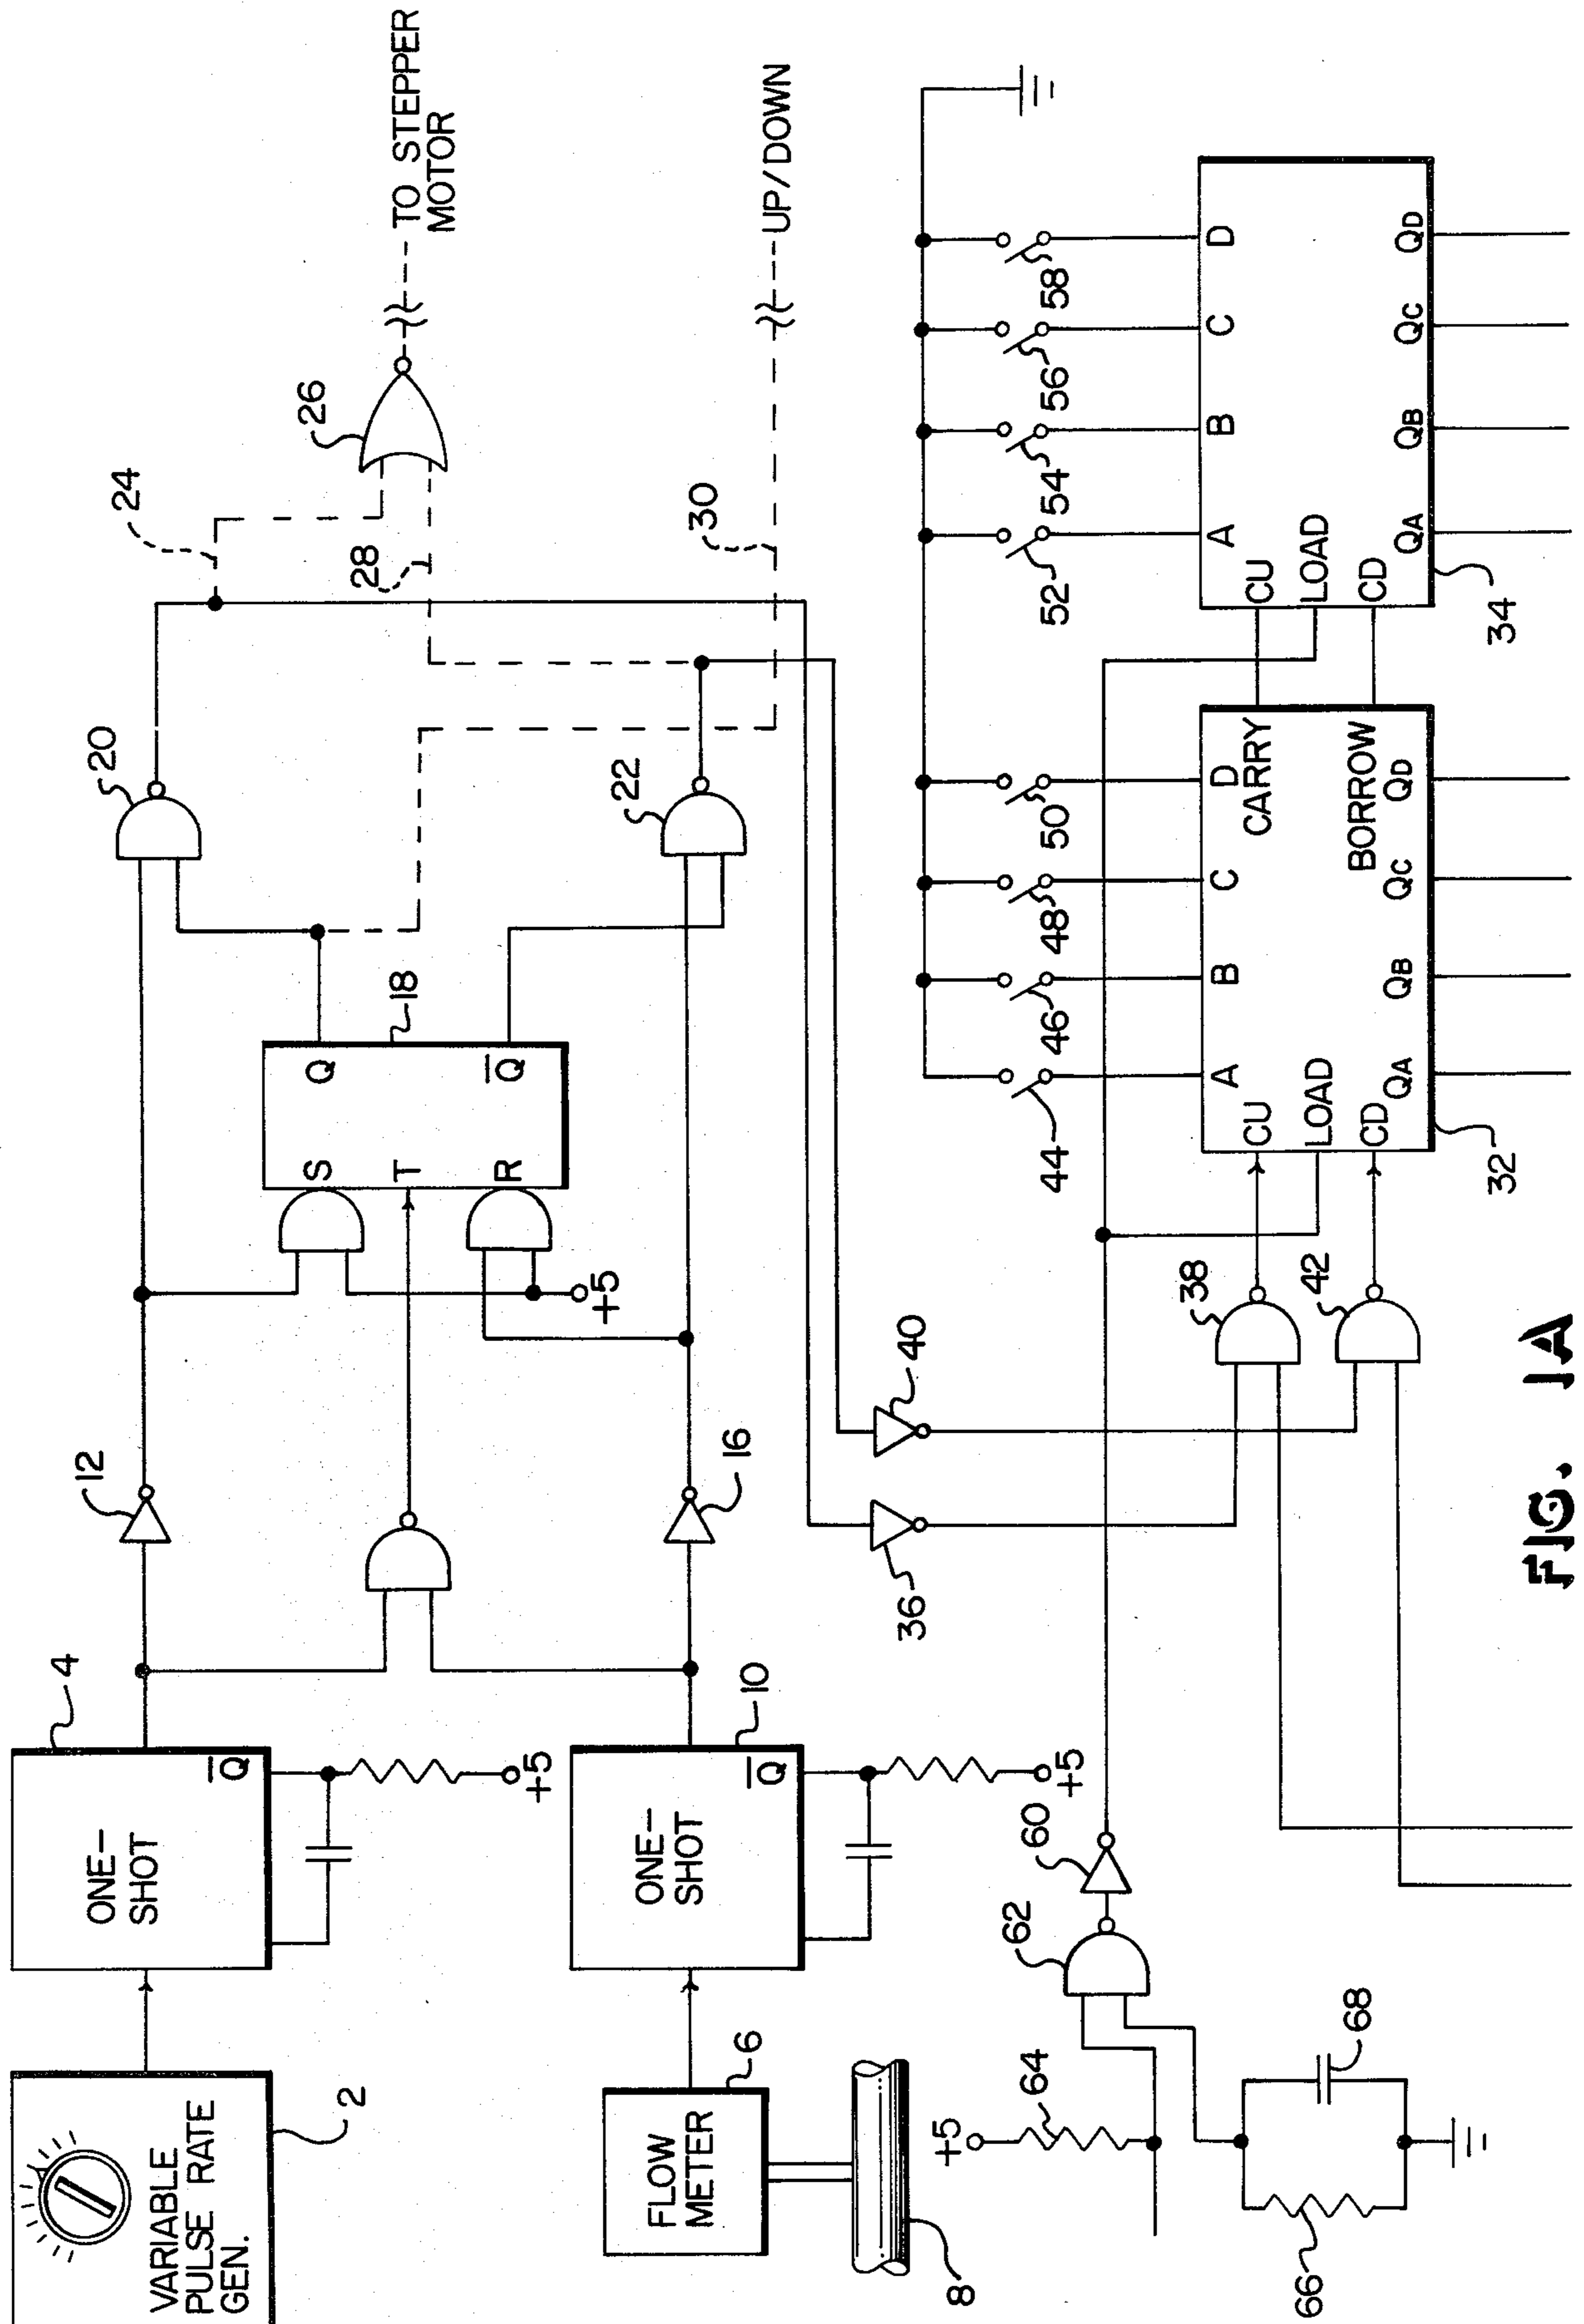 VARIABLE
PULSE RATE
GEN.
2
ONE-
SHOT
Q
4
+5
12
S
T
R
+5
Q
Q
18
20
24
26
TO STEPPER
MOTOR
28
22
30
UP/DOWN
FLOW
METER
6
8
ONE-
SHOT
Q
10
+5
16
36
40
+5
64
66
68
62
60
38
42
44
46
48
50
52
54
56
58
A
B
C
D
CU
LOAD
CD
CARRY
BORROW
QA
QB
QC
QD
32
A
B
C
D
CU
LOAD
CD
QA
QB
QC
QD
34
FIG. 1A